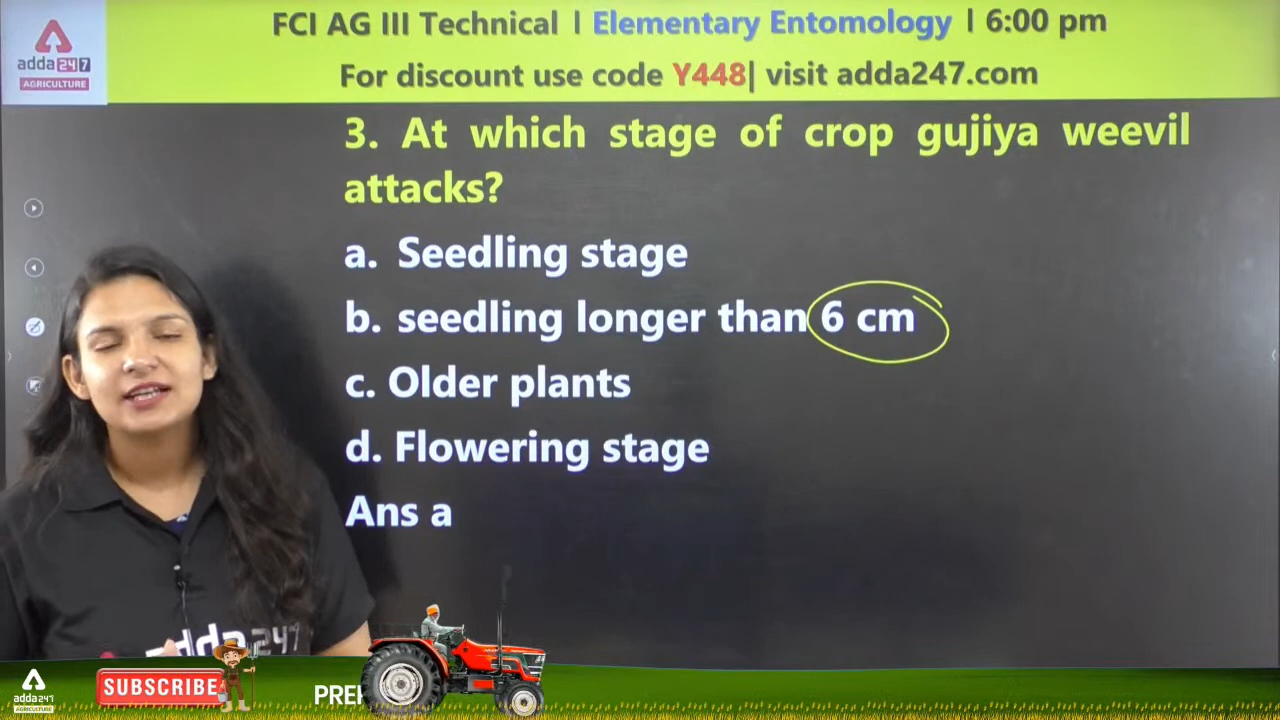 FCI AG III Technical | Elementary Entomology | 6:00 pm
adda247
AGRICULTURE
For discount use code Y448| visit adda247.com
3. At which stage of crop gujiya weevil
attacks?
a. Seedling stage
b. seedling longer than 6 cm
c. Older plants
d. Flowering stage
Ans a
adda247
adda247
AGRICULTURE
SUBSCRIBE